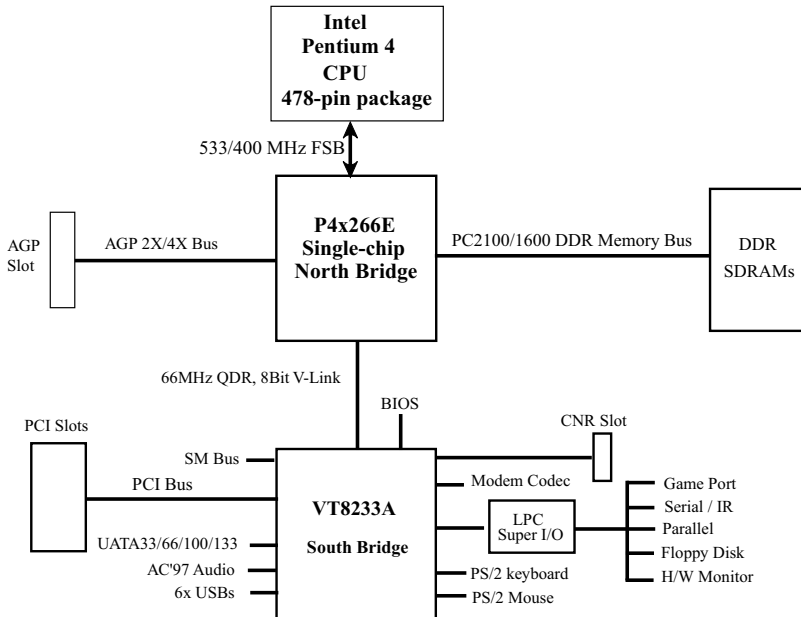 Intel
Pentium 4
CPU
478-pin package
533/400 MHz FSB
P4x266E
Single-chip
North Bridge
AGP
Slot
AGP 2X/4X Bus
PC2100/1600 DDR Memory Bus
DDR
SDRAMs
66MHz QDR, 8Bit V-Link
BIOS
PCI Slots
CNR Slot
SM Bus
PCI Bus
Modem Codec
VT8233A
South Bridge
LPC
Super I/O
Game Port
Serial / IR
Parallel
Floppy Disk
H/W Monitor
UATA33/66/100/133
AC'97 Audio
6x USBs
PS/2 keyboard
PS/2 Mouse